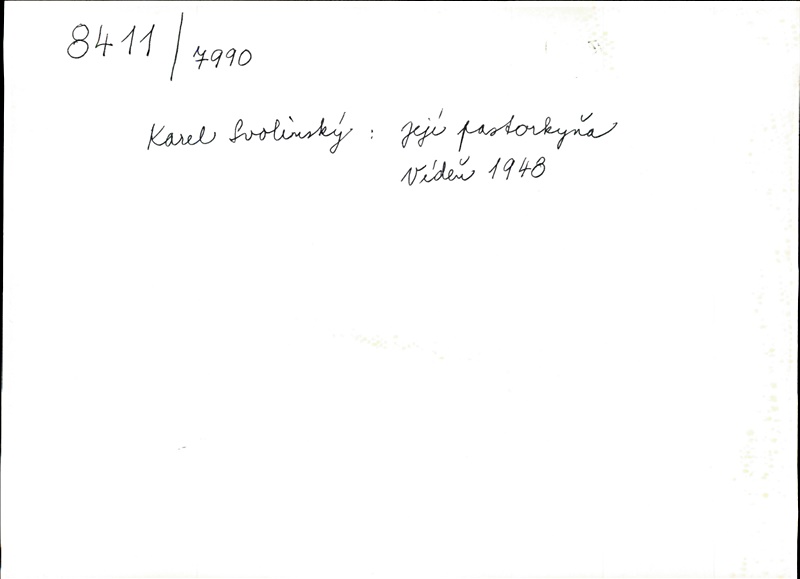 8411/7990
Karel Svolinský : Její pastorkyňa
Vídeň 1948